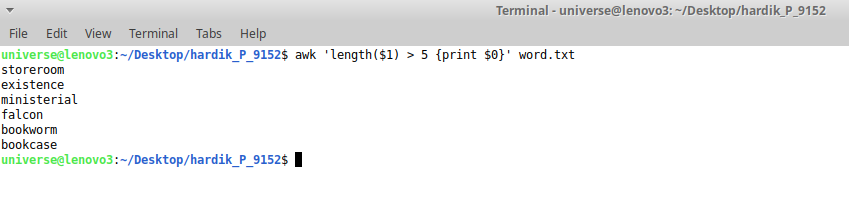 Terminal - universe@lenovo3: ~/Desktop/hardik_P_9152
File Edit View Terminal Tabs Help
universe@lenovo3:~/Desktop/hardik_P_9152$ awk 'length($1) > 5 {print $0}' word.txt
storeroom
existence
ministerial
falcon
bookworm
bookcase
universe@lenovo3:~/Desktop/hardik_P_9152$